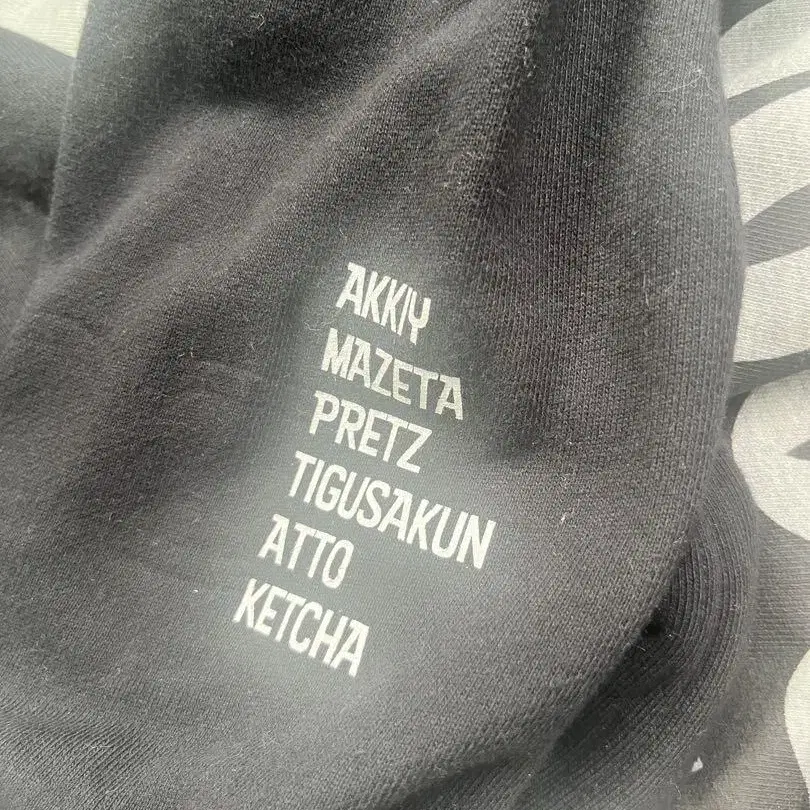 AKKIY
MAZETA
PRETZ
TIGUSAKUN
ATTO
KETCHA